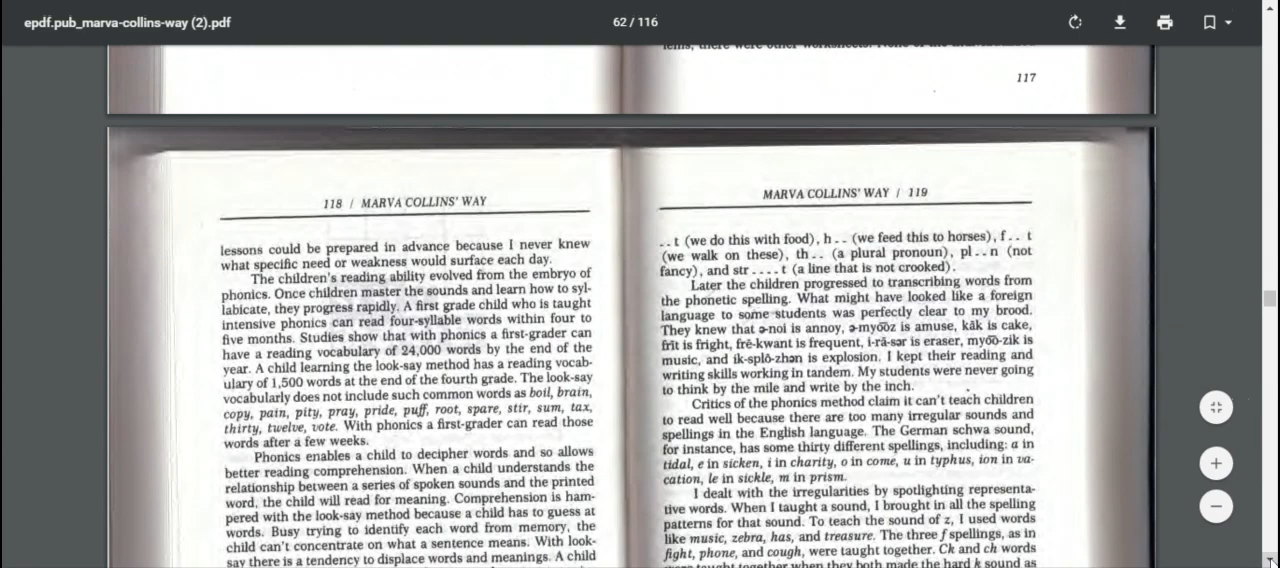 epdf.pub_marva-collins-way (2).pdf
62 / 116
117
118 / MARVA COLLINS' WAY
lessons could be prepared in advance because I never knew
what specific need or weakness would surface each day.
The children's reading ability evolved from the embryo of
phonics. Once children master the sounds and learn how to syl-
labicate, they progress rapidly. A first grade child who is taught
intensive phonics can read four-syllable words within four to
five months. Studies show that with phonics a first-grader can
have a reading vocabulary of 24,000 words by the end of the
year. A child learning the look-say method has a reading vocab-
ulary of 1,500 words at the end of the fourth grade. The look-say
vocabularly does not include such common words as boil, brain,
copy, pain, pity, pray, pride, puff, root, spare, stir, sum, tax,
thirty, twelve, vote. With phonics a first-grader can read those
words after a few weeks.
Phonics enables a child to decipher words and so allows
better reading comprehension. When a child understands the
relationship between a series of spoken sounds and the printed
word, the child will read for meaning. Comprehension is ham-
pered with the look-say method because a child has to guess at
words. Busy trying to identify each word from memory, the
child can't concentrate on what a sentence means. With look-
say there is a tendency to displace words and meanings. A child
MARVA COLLINS' WAY / 119
. . t (we do this with food), h . . (we feed this to horses), f . . t
(we walk on these), th . . (a plural pronoun), pl . . n (not
fancy), and str . . . . t (a line that is not crooked).
Later the children progressed to transcribing words from
the phonetic spelling. What might have looked like a foreign
language to some students was perfectly clear to my brood.
They knew that ə-noi is annoy, ə-myo͞oz is amuse, kāk is cake,
frīt is fright, frē-kwant is frequent, i-rā-sər is eraser, myo͞o-zik is
music, and ik-splō-zhən is explosion. I kept their reading and
writing skills working in tandem. My students were never going
to think by the mile and write by the inch.
Critics of the phonics method claim it can't teach children
to read well because there are too many irregular sounds and
spellings in the English language. The German schwa sound,
for instance, has some thirty different spellings, including: a in
tidal, e in sicken, i in charity, o in come, u in typhus, ion in va-
cation, le in sickle, m in prism.
I dealt with the irregularities by spotlighting representa-
tive words. When I taught a sound, I brought in all the spelling
patterns for that sound. To teach the sound of z, I used words
like music, zebra, has, and treasure. The three f spellings, as in
fight, phone, and cough, were taught together. Ck and ch words
were taught together when they both made the hard k sound as